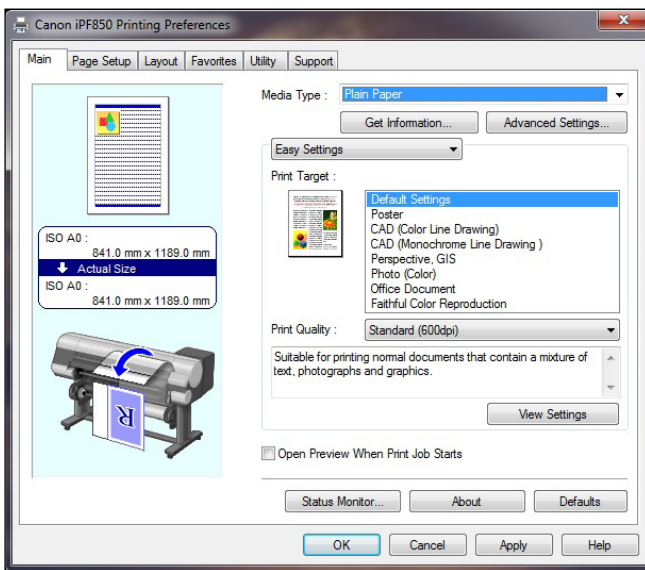 Canon iPF850 Printing Preferences
Main Page Setup Layout Favorites Utility Support
Media Type : Plain Paper
Get Information... Advanced Settings...
Easy Settings
Print Target :
Default Settings
Poster
CAD (Color Line Drawing)
CAD (Monochrome Line Drawing )
Perspective, GIS
Photo (Color)
Office Document
Faithful Color Reproduction
ISO A0 :
841.0 mm x 1189.0 mm
Actual Size
ISO A0 :
841.0 mm x 1189.0 mm
R
Print Quality : Standard (600dpi)
Suitable for printing normal documents that contain a mixture of
text, photographs and graphics.
View Settings
Open Preview When Print Job Starts
Status Monitor... About Defaults
OK Cancel Apply Help